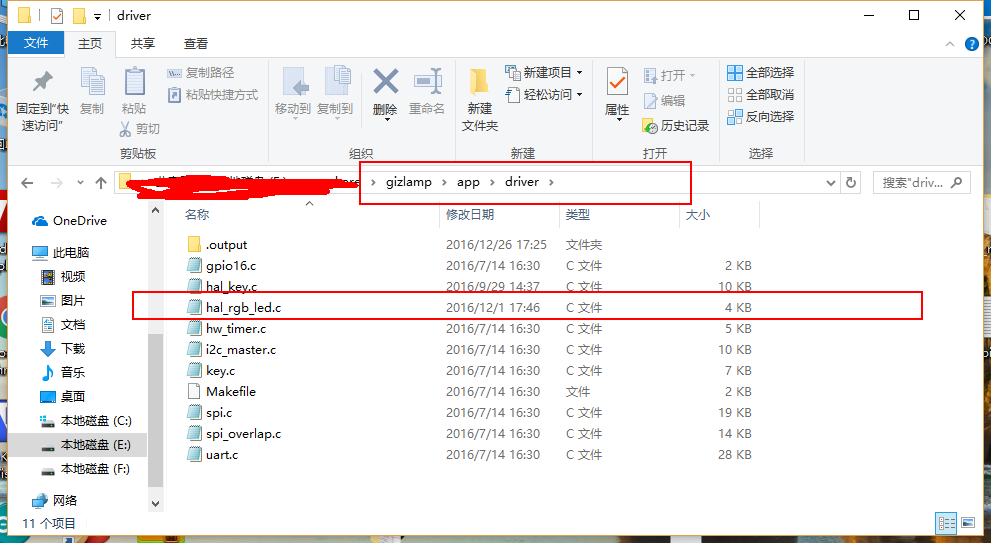 driver
文件 主页 共享 查看
固定到“快速访问”
复制
粘贴
复制路径
粘贴快捷方式
剪切
剪贴板
移动到
复制到
删除
重命名
组织
新建文件夹
新建项目
轻松访问
新建
属性
打开
编辑
历史记录
打开
全部选择
全部取消
反向选择
选择
gizlamp › app › driver ›
搜索"driv...
名称 修改日期 类型 大小
.output 2016/12/26 17:25 文件夹
gpio16.c 2016/7/14 16:30 C 文件 2 KB
hal_key.c 2016/9/29 14:37 C 文件 10 KB
hal_rgb_led.c 2016/12/1 17:46 C 文件 4 KB
hw_timer.c 2016/7/14 16:30 C 文件 5 KB
i2c_master.c 2016/7/14 16:30 C 文件 10 KB
key.c 2016/7/14 16:30 C 文件 7 KB
Makefile 2016/7/14 16:30 文件 2 KB
spi.c 2016/7/14 16:30 C 文件 19 KB
spi_overlap.c 2016/7/14 16:30 C 文件 14 KB
uart.c 2016/7/14 16:30 C 文件 28 KB
OneDrive
此电脑
视频
图片
文档
下载
音乐
桌面
本地磁盘 (C:)
本地磁盘 (E:)
本地磁盘 (F:)
网络
11 个项目